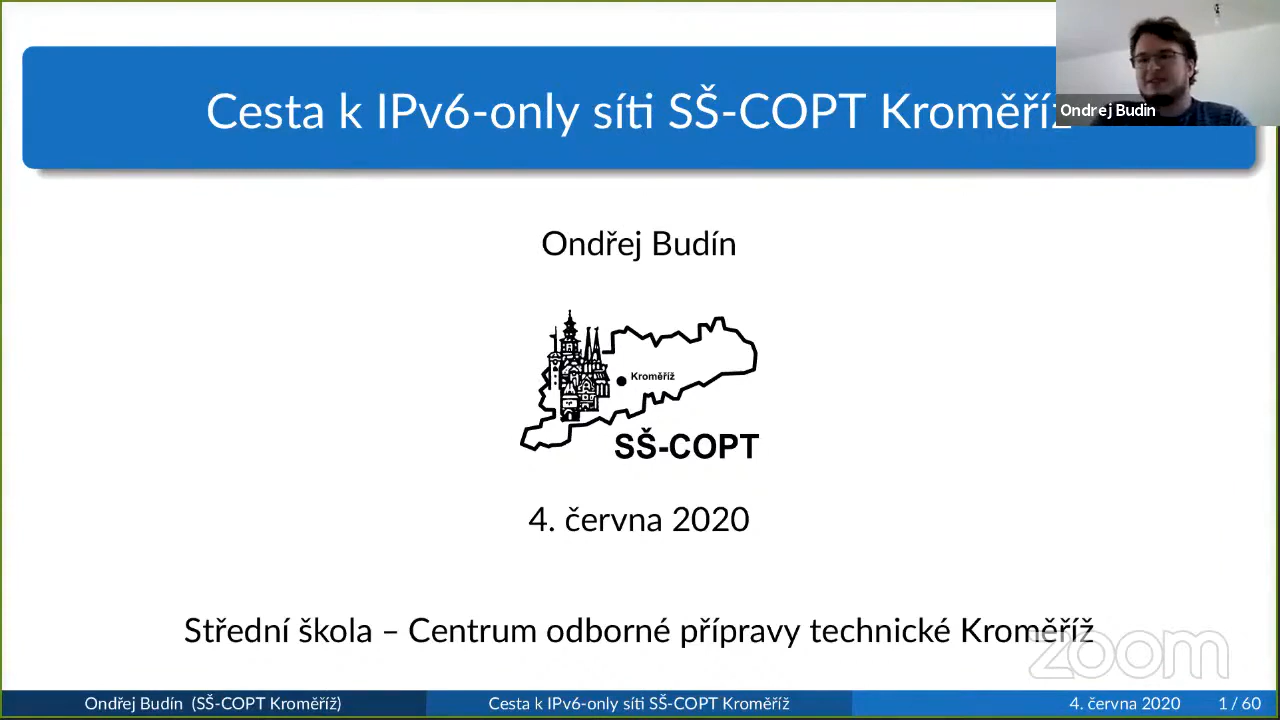 Cesta k IPv6-only síti SŠ-COPT Kroměříž
Ondrej Budin
Ondřej Budín
Kroměříž
SŠ-COPT
4. června 2020
Střední škola – Centrum odborné přípravy technické Kroměříž
zoom
Ondřej Budín (SŠ-COPT Kroměříž) Cesta k IPv6-only síti SŠ-COPT Kroměříž 4. června 2020 1 / 60